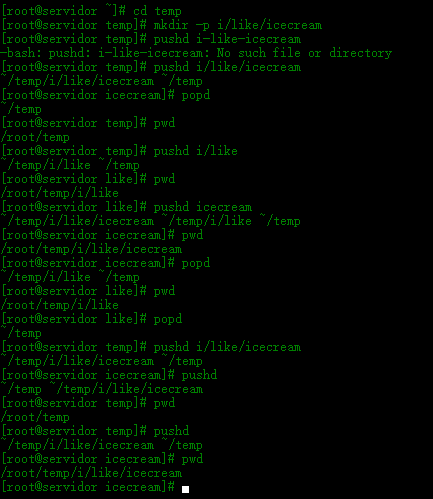 [root@servidor ~]# cd temp
[root@servidor temp]# mkdir -p i/like/icecream
[root@servidor temp]# pushd i-like-icecream
-bash: pushd: i-like-icecream: No such file or directory
[root@servidor temp]# pushd i/like/icecream
~/temp/i/like/icecream ~/temp
[root@servidor icecream]# popd
~/temp
[root@servidor temp]# pwd
/root/temp
[root@servidor temp]# pushd i/like
~/temp/i/like ~/temp
[root@servidor like]# pwd
/root/temp/i/like
[root@servidor like]# pushd icecream
~/temp/i/like/icecream ~/temp/i/like ~/temp
[root@servidor icecream]# pwd
/root/temp/i/like/icecream
[root@servidor icecream]# popd
~/temp/i/like ~/temp
[root@servidor like]# pwd
/root/temp/i/like
[root@servidor like]# popd
~/temp
[root@servidor temp]# pushd i/like/icecream
~/temp/i/like/icecream ~/temp
[root@servidor icecream]# pushd
~/temp ~/temp/i/like/icecream
[root@servidor temp]# pwd
/root/temp
[root@servidor temp]# pushd
~/temp/i/like/icecream ~/temp
[root@servidor icecream]# pwd
/root/temp/i/like/icecream
[root@servidor icecream]#